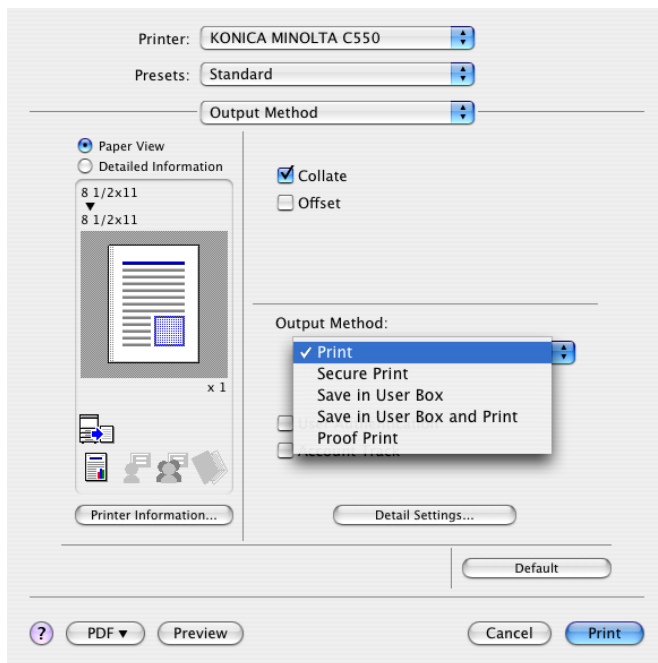 Printer: KONICA MINOLTA C550
Presets: Standard
Output Method
Paper View
Detailed Information
8 1/2x11
8 1/2x11
x 1
Printer Information...
Collate
Offset
Output Method:
✓ Print
Secure Print
Save in User Box
Save in User Box and Print
Proof Print
Account Track
Detail Settings...
Default
? PDF ▼ Preview Cancel Print